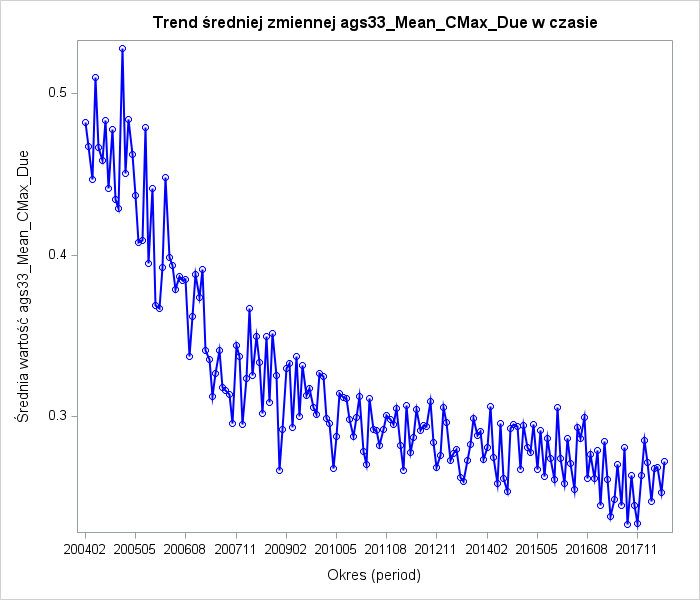 Trend średniej zmiennej ags33_Mean_CMax_Due w czasie
Średnia wartość ags33_Mean_CMax_Due
0.5
0.4
0.3
200402 200505 200608 200711 200902 201005 201108 201211 201402 201505 201608 201711
Okres (period)